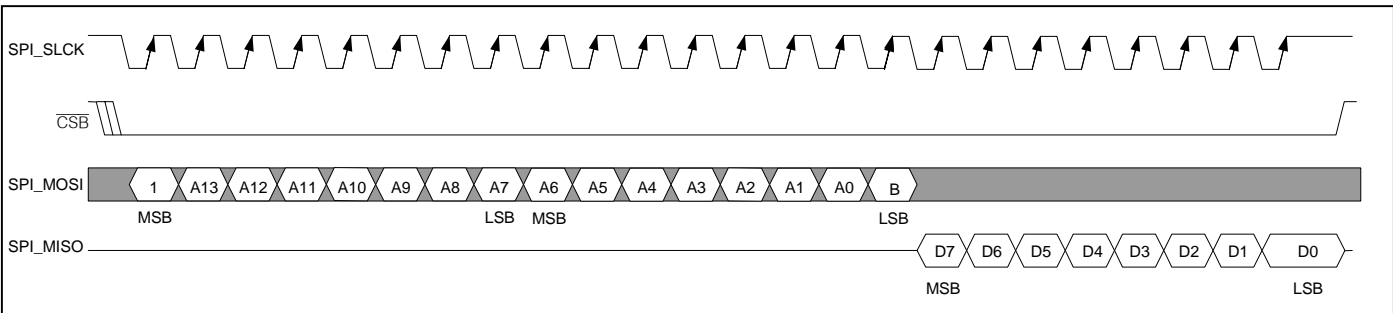 SPI_SLCK
CSB
SPI_MOSI 1 A13 A12 A11 A10 A9 A8 A7 A6 A5 A4 A3 A2 A1 A0 B
MSB LSB MSB LSB
SPI_MISO D7 D6 D5 D4 D3 D2 D1 D0
MSB LSB